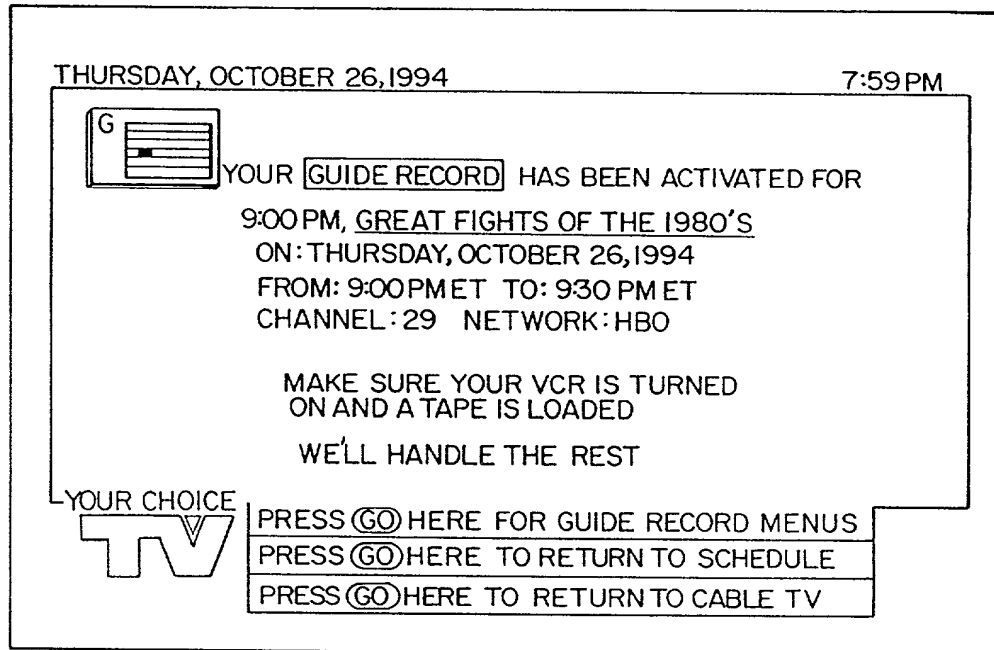 THURSDAY, OCTOBER 26,1994 7:59 PM
G
YOUR GUIDE RECORD HAS BEEN ACTIVATED FOR
9:00 PM, GREAT FIGHTS OF THE 1980'S
ON: THURSDAY, OCTOBER 26,1994
FROM: 9:00 PM ET TO: 9:30 PM ET
CHANNEL: 29 NETWORK: HBO
MAKE SURE YOUR VCR IS TURNED
ON AND A TAPE IS LOADED
WE'LL HANDLE THE REST
YOUR CHOICE
TV
PRESS GO HERE FOR GUIDE RECORD MENUS
PRESS GO HERE TO RETURN TO SCHEDULE
PRESS GO HERE TO RETURN TO CABLE TV